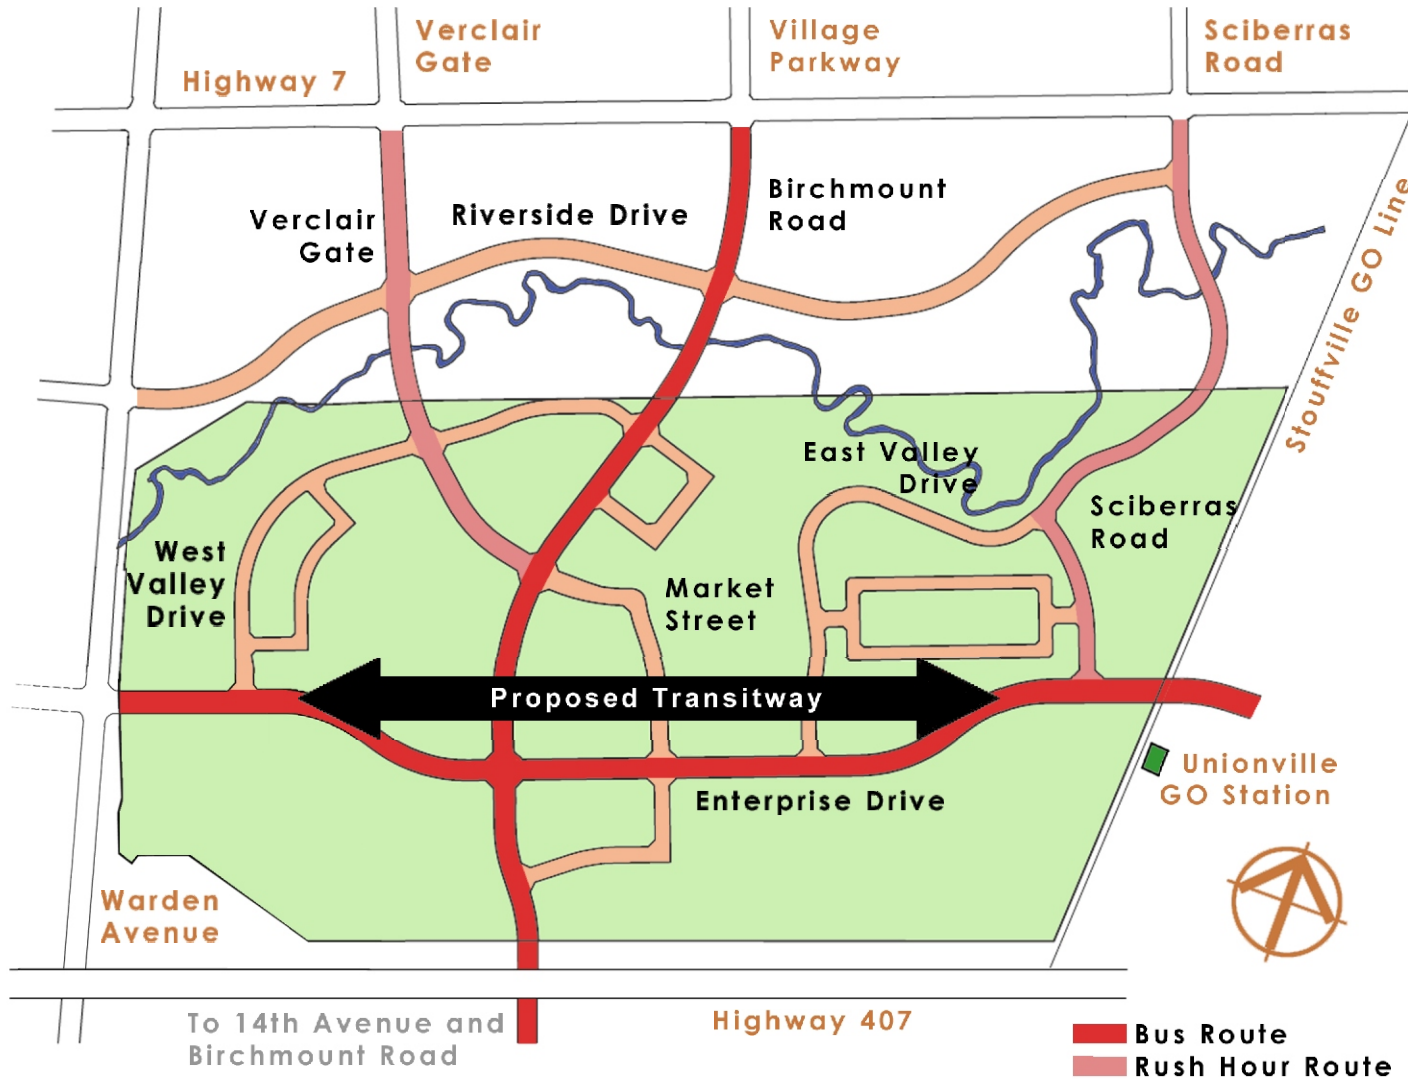 Verclair
Gate
Village
Parkway
Sciberras
Road
Highway 7
Verclair
Gate
Riverside Drive
Birchmount
Road
Stouffville GO Line
East Valley
Drive
Sciberras
Road
West
Valley
Drive
Market
Street
Proposed Transitway
Enterprise Drive
Unionville
GO Station
Warden
Avenue
To 14th Avenue and
Birchmount Road
Highway 407
Bus Route
Rush Hour Route